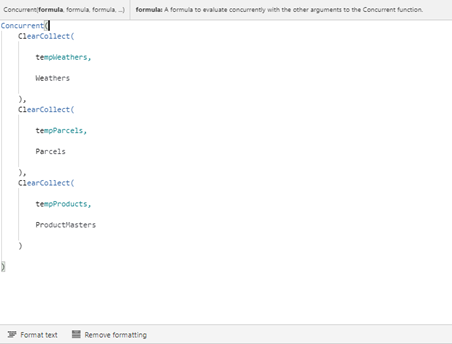 Concurrent(formula, formula, formula, ...) formula: A formula to evaluate concurrently with the other arguments to the Concurrent function.
Concurrent(
ClearCollect(
tempWeathers,
Weathers
),
ClearCollect(
tempParcels,
Parcels
),
ClearCollect(
tempProducts,
ProductMasters
)
)
Format text Remove formatting